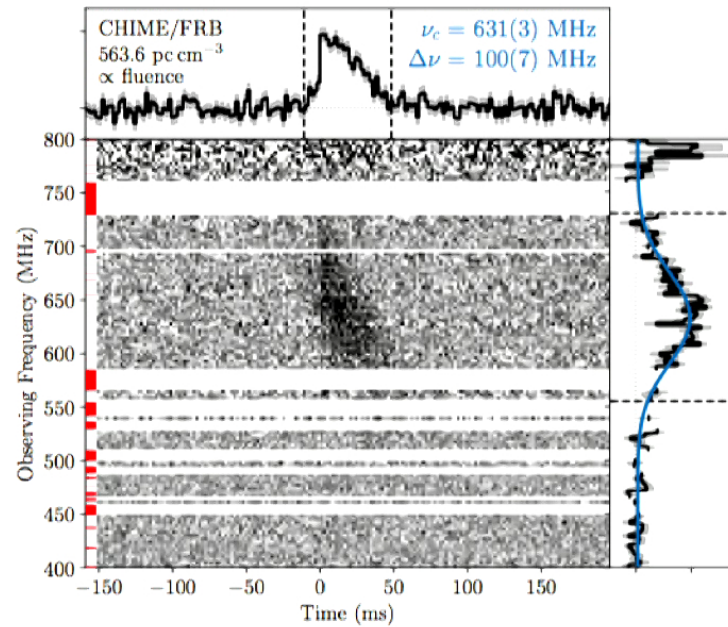 CHIME/FRB
563.6 pc cm⁻³
∝ fluence
ν_c = 631(3) MHz
Δν = 100(7) MHz
800
750
700
650
600
550
500
450
400
Observing Frequency (MHz)
−150 −100 −50 0 50 100 150
Time (ms)